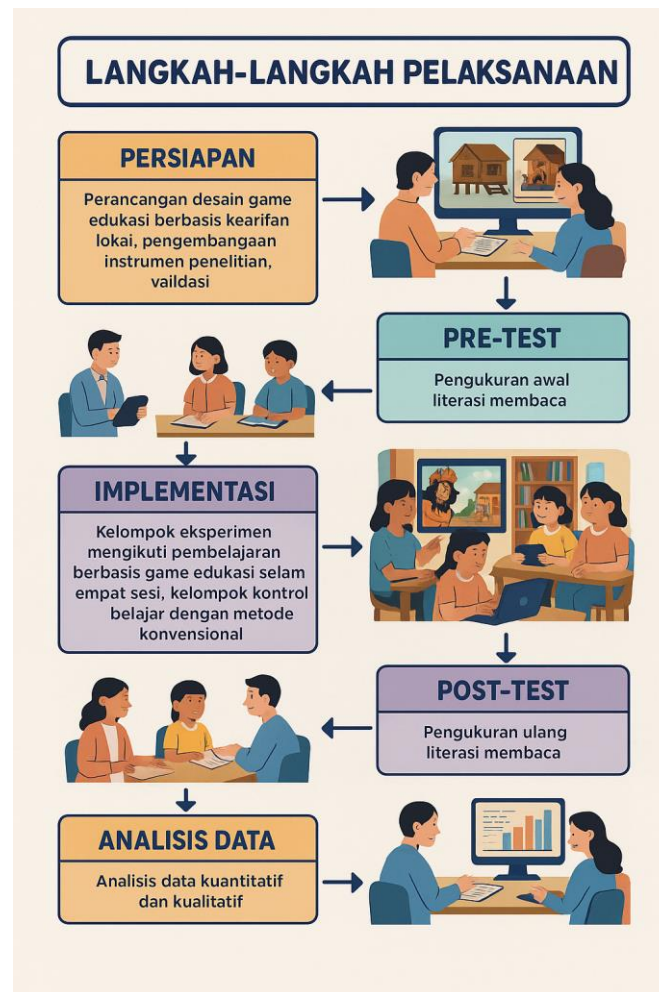 LANGKAH-LANGKAH PELAKSANAAN
PERSIAPAN
Perancangan desain game
edukasi berbasis kearifan
lokai, pengembangaan
instrumen penelitian,
vaildasi
PRE-TEST
Pengukuran awal
literasi membaca
IMPLEMENTASI
Kelompok eksperimen
mengikuti pembelajaran
berbasis game edukasi selam
empat sesi, kelompok kontrol
belajar dengan metode
konvensional
POST-TEST
Pengukuran ulang
literasi membaca
ANALISIS DATA
Analisis data kuantitatif
dan kualitatif